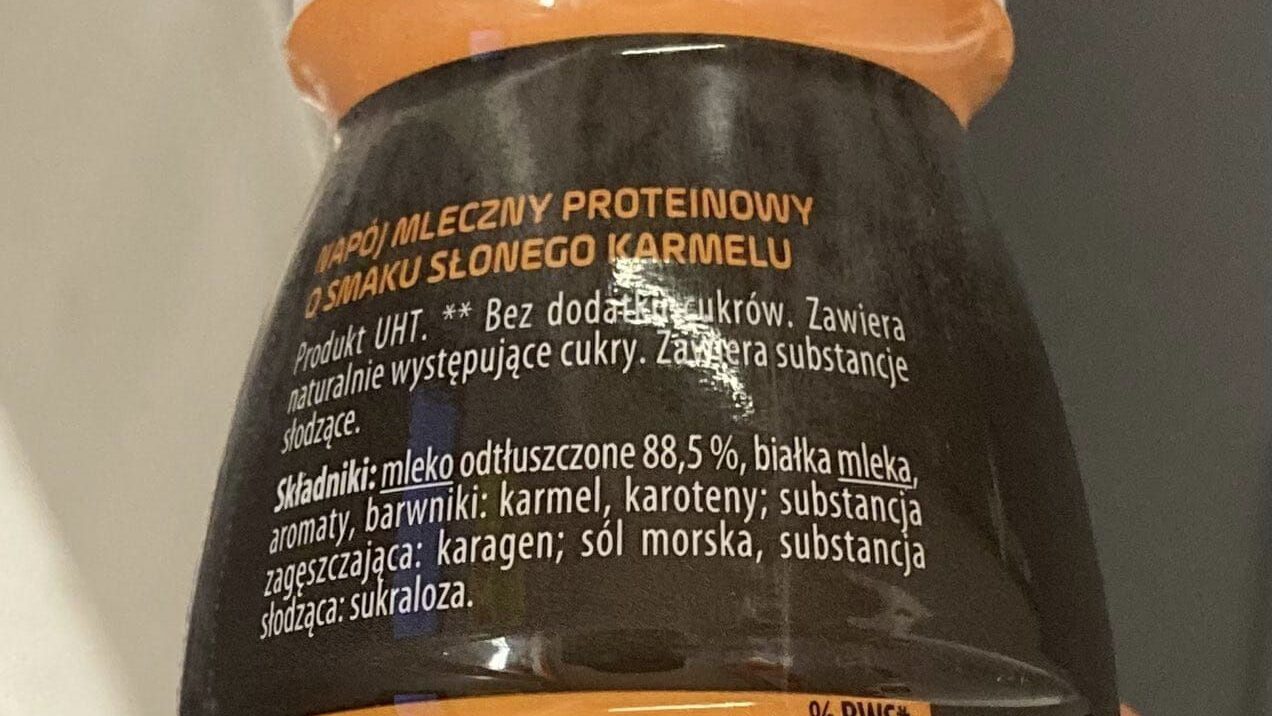 NAPÓJ MLECZNY PROTEINOWY
O SMAKU SŁONEGO KARMELU
Produkt UHT. ** Bez dodatku cukrów. Zawiera
naturalnie występujące cukry. Zawiera substancje
słodzące.
Składniki: mleko odtłuszczone 88,5 %, białka mleka,
aromaty, barwniki: karmel, karoteny; substancja
zagęszczająca: karagen; sól morska, substancja
słodząca: sukraloza.
% RWS*